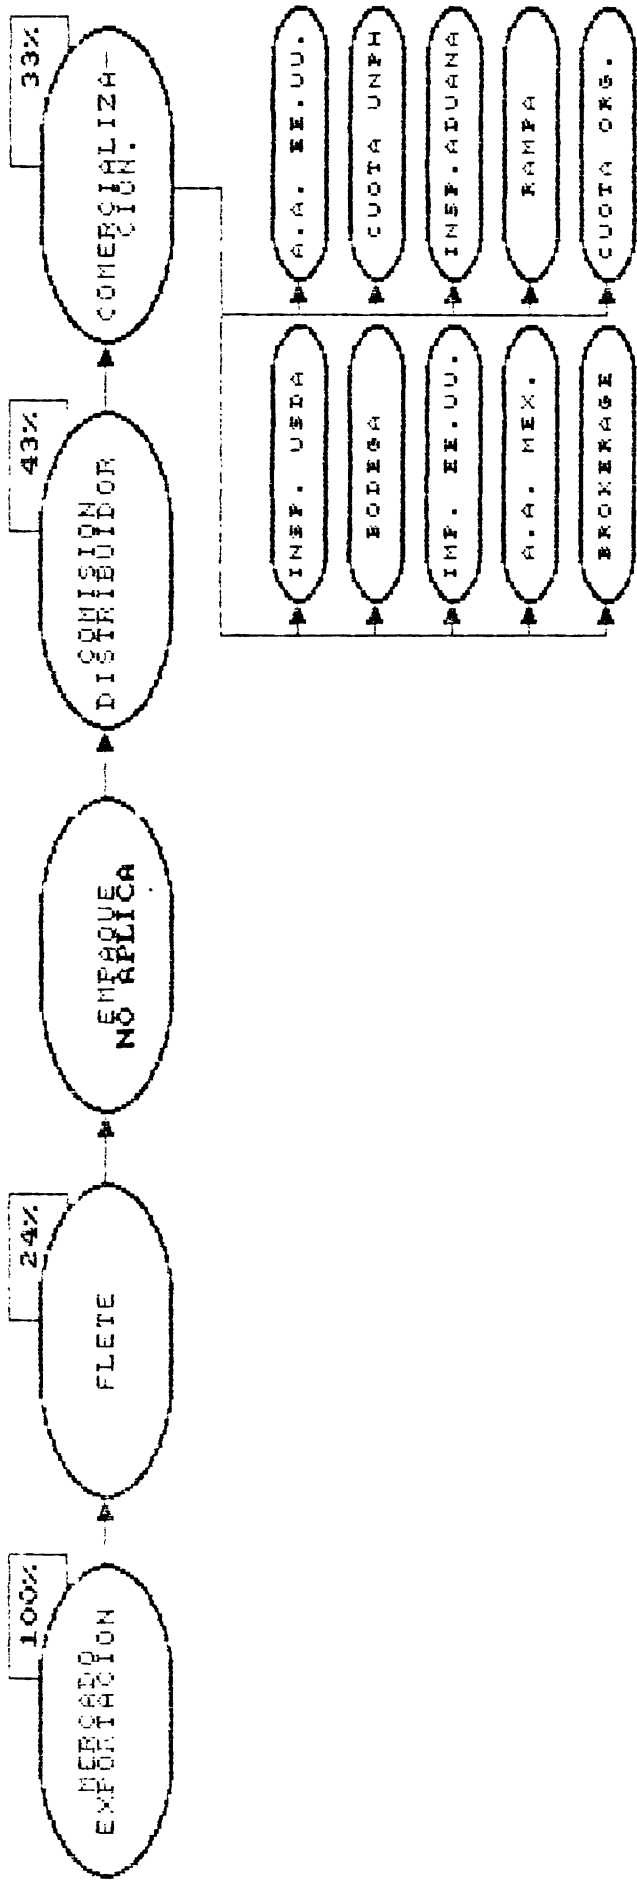 100%
MERCADO
EXPORTACION
24%
FLETE
EMPAQUE
NO APLICA
43%
COMISION
DISTRIBUIDOR
33%
COMERCIALIZA-
CION.
INSP. USDA
BODEGA
IMP. EE.UU.
A.A. MEX.
BROKERAGE
A.A. EE.UU.
CUOTA UNPH
INSP.ADUANA
RAMPA
CUOTA ORG.